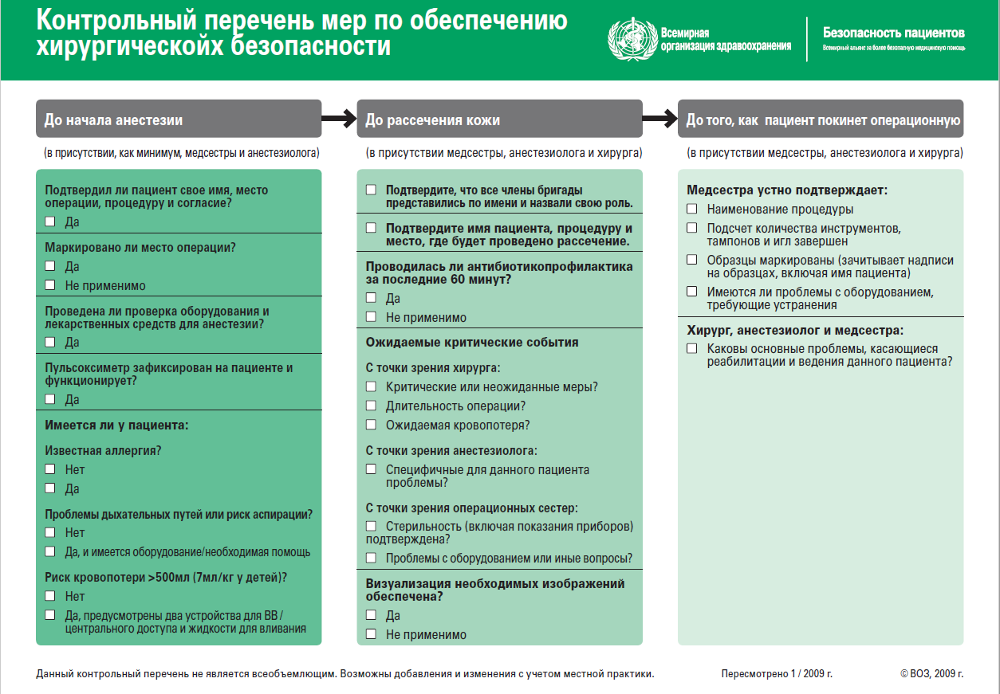 Контрольный перечень мер по обеспечению
хирургическойх безопасности
Всемирная
организация здравоохранения
Безопасность пациентов
Всемирный альянс за более безопасную медицинскую помощь
До начала анестезии
(в присутствии, как минимум, медсестры и анестезиолога)
Подтвердил ли пациент свое имя, место
операции, процедуру и согласие?
Да
Маркировано ли место операции?
Да
Не применимо
Проведена ли проверка оборудования и
лекарственных средств для анестезии?
Да
Пульсоксиметр зафиксирован на пациенте и
функционирует?
Да
Имеется ли у пациента:
Известная аллергия?
Нет
Да
Проблемы дыхательных путей или риск аспирации?
Нет
Да, и имеется оборудование/необходимая помощь
Риск кровопотери >500мл (7мл/кг у детей)?
Нет
Да, предусмотрены два устройства для ВВ /
центрального доступа и жидкости для вливания
До рассечения кожи
(в присутствии медсестры, анестезиолога и хирурга)
Подтвердите, что все члены бригады
представились по имени и назвали свою роль.
Подтвердите имя пациента, процедуру и
место, где будет проведено рассечение.
Проводилась ли антибиотикопрофилактика
за последние 60 минут?
Да
Не применимо
Ожидаемые критические события
С точки зрения хирурга:
Критические или неожиданные меры?
Длительность операции?
Ожидаемая кровопотеря?
С точки зрения анестезиолога:
Специфичные для данного пациента
проблемы?
С точки зрения операционных сестер:
Стерильность (включая показания приборов)
подтверждена?
Проблемы с оборудованием или иные вопросы?
Визуализация необходимых изображений
обеспечена?
Да
Не применимо
До того, как пациент покинет операционную
(в присутствии медсестры, анестезиолога и хирурга)
Медсестра устно подтверждает:
Наименование процедуры
Подсчет количества инструментов,
тампонов и игл завершен
Образцы маркированы (зачитывает надписи
на образцах, включая имя пациента)
Имеются ли проблемы с оборудованием,
требующие устранения
Хирург, анестезиолог и медсестра:
Каковы основные проблемы, касающиеся
реабилитации и ведения данного пациента?
Данный контрольный перечень не является всеобъемлющим. Возможны добавления и изменения с учетом местной практики.
Пересмотрено 1 / 2009 г.
© ВОЗ, 2009 г.